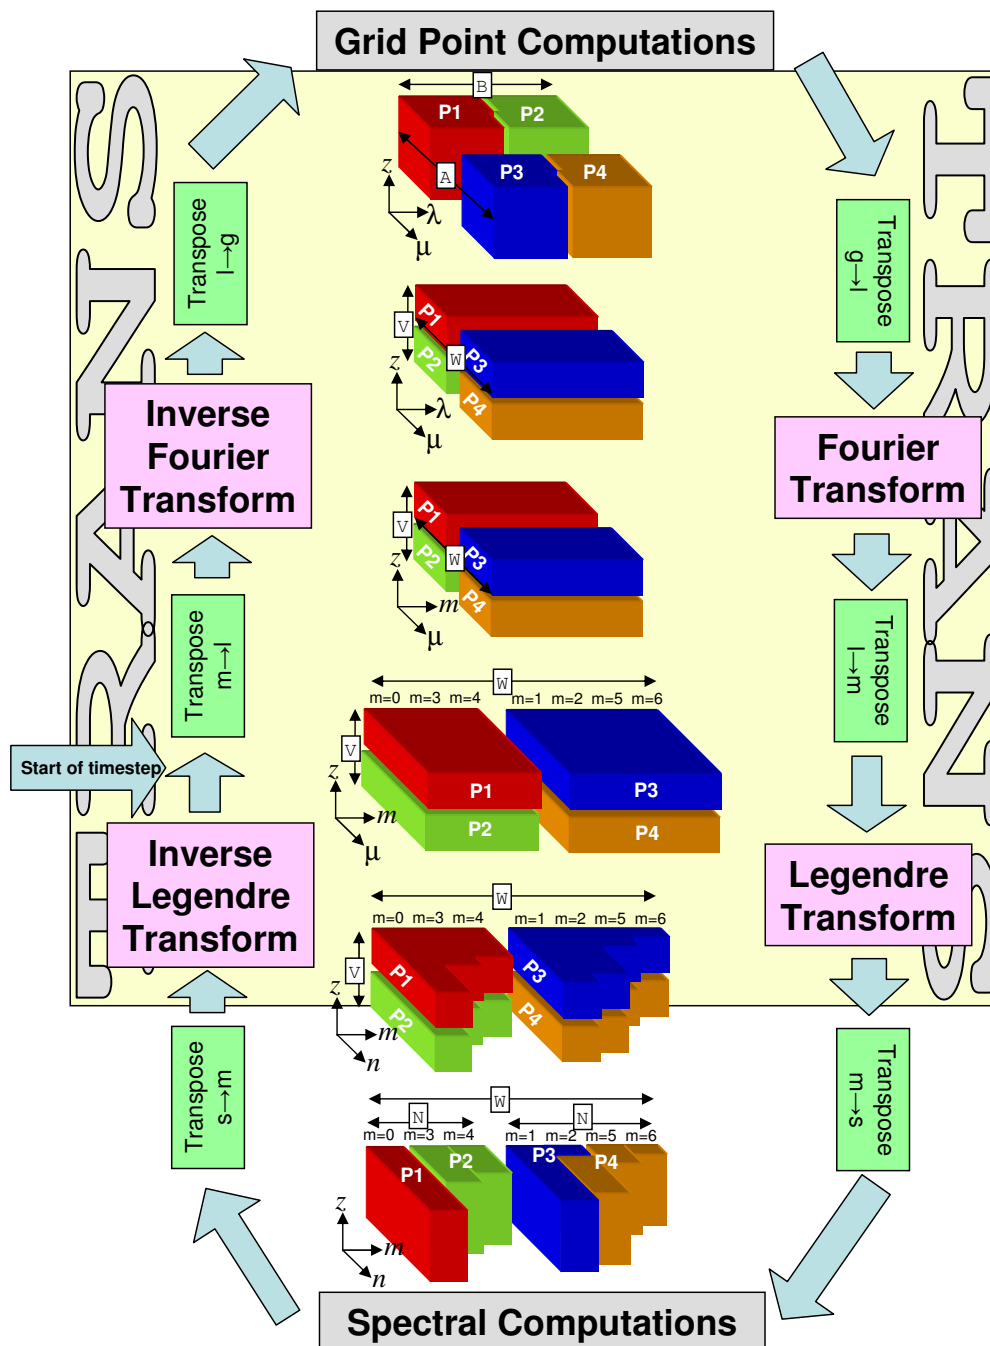 Grid Point Computations
B
P1 P2
A
P3 P4
z
λ
μ
Transpose
l→g
Transpose
g→l
V
P1
W
P2
P3
P4
z
λ
μ
Inverse
Fourier
Transform
Fourier
Transform
V
P1
W
P2
P3
P4
z
m
μ
Transpose
m→l
Transpose
l→m
W
m=0 m=3 m=4 m=1 m=2 m=5 m=6
V
P1 P3
P2 P4
z
m
μ
Start of timestep
Inverse
Legendre
Transform
Legendre
Transform
W
m=0 m=3 m=4 m=1 m=2 m=5 m=6
V
P1 P3
P2 P4
z
m
n
Transpose
s→m
Transpose
m→s
W
N N
m=0 m=3 m=4 m=1 m=2 m=5 m=6
P1 P2 P3 P4
z
m
n
Spectral Computations
ITRANS